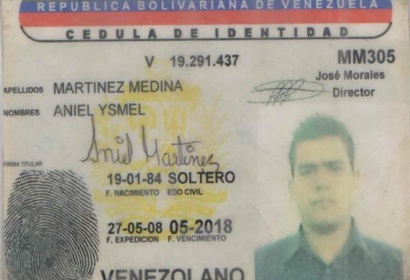 REPUBLICA BOLIVARIANA DE VENEZUELA
CEDULA DE IDENTIDAD
V 19.291.437 MM305
José Morales
Director
APELLIDOS MARTINEZ MEDINA
NOMBRES ANIEL YSMEL
Aniel Martinez
FIRMA TITULAR
19-01-84 SOLTERO
F. NACIMIENTO EDO CIVIL
27-05-08 05-2018
F. EXPEDICION F. VENCIMIENTO
VENEZOLANO